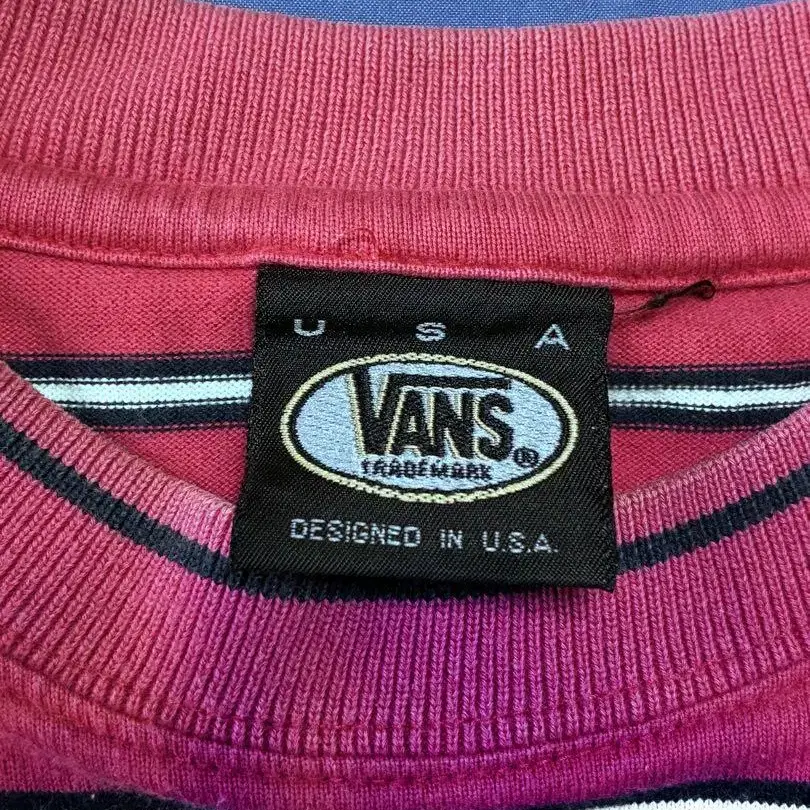 U S A
VANS®
TRADEMARK
DESIGNED IN U.S.A.